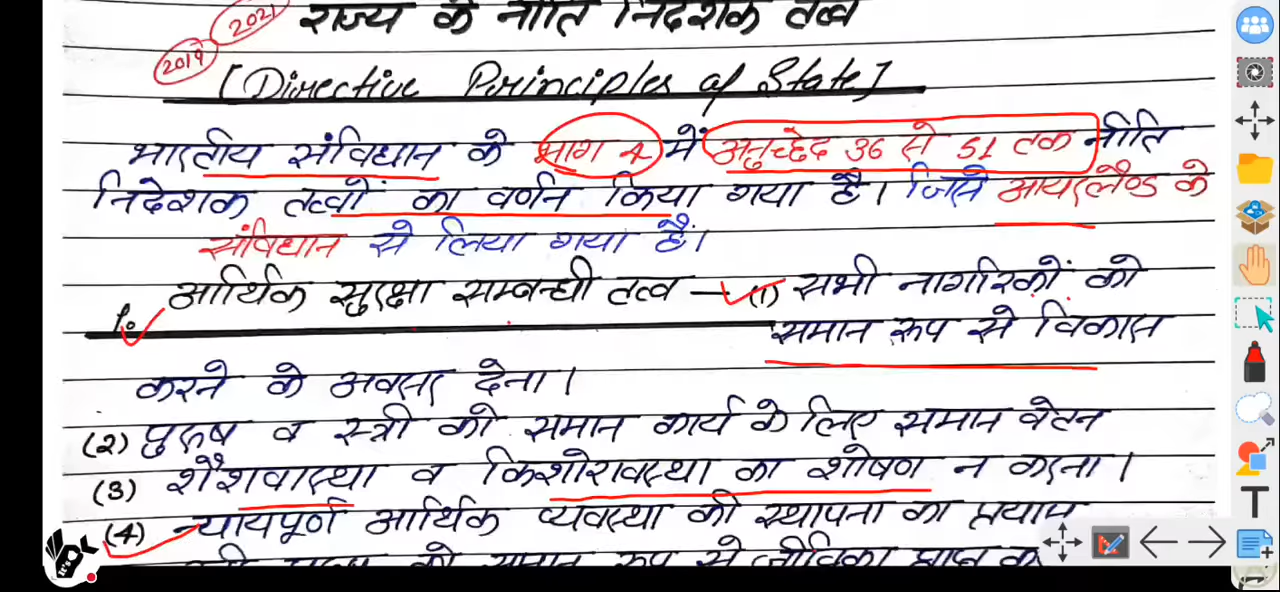 2019 2021 राज्य के नीति निदेशक तत्व
[Directive Principles of State]
भारतीय संविधान के भाग 4 में अनुच्छेद 36 से 51 तक नीति
निदेशक तत्वों का वर्णन किया गया है। जिसे आयरलैण्ड के
संविधान से लिया गया है।
1. आर्थिक सुरक्षा सम्बन्धी तत्व – (1) सभी नागरिकों को
समान रूप से विकास
करने के अवसर देना।
(2) पुरुष व स्त्री को समान कार्य के लिए समान वेतन
(3) शैशवास्था व किशोरावस्था का शोषण न करना।
(4) न्यायपूर्ण आर्थिक व्यवस्था की स्थापना का प्रयास
को समान रूप से जीविका प्राप्त